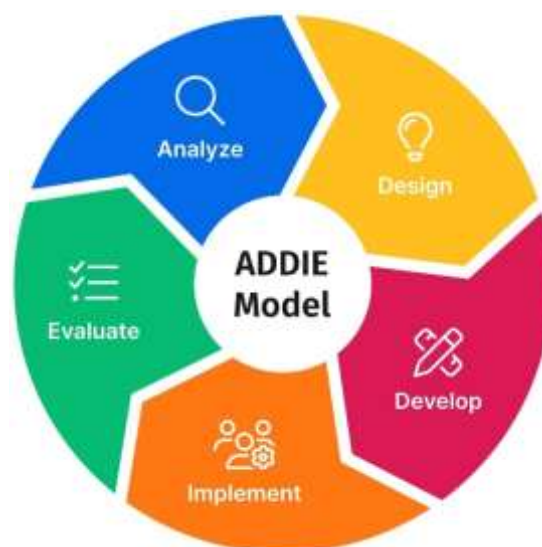 ADDIE
Model
Analyze
Design
Develop
Implement
Evaluate